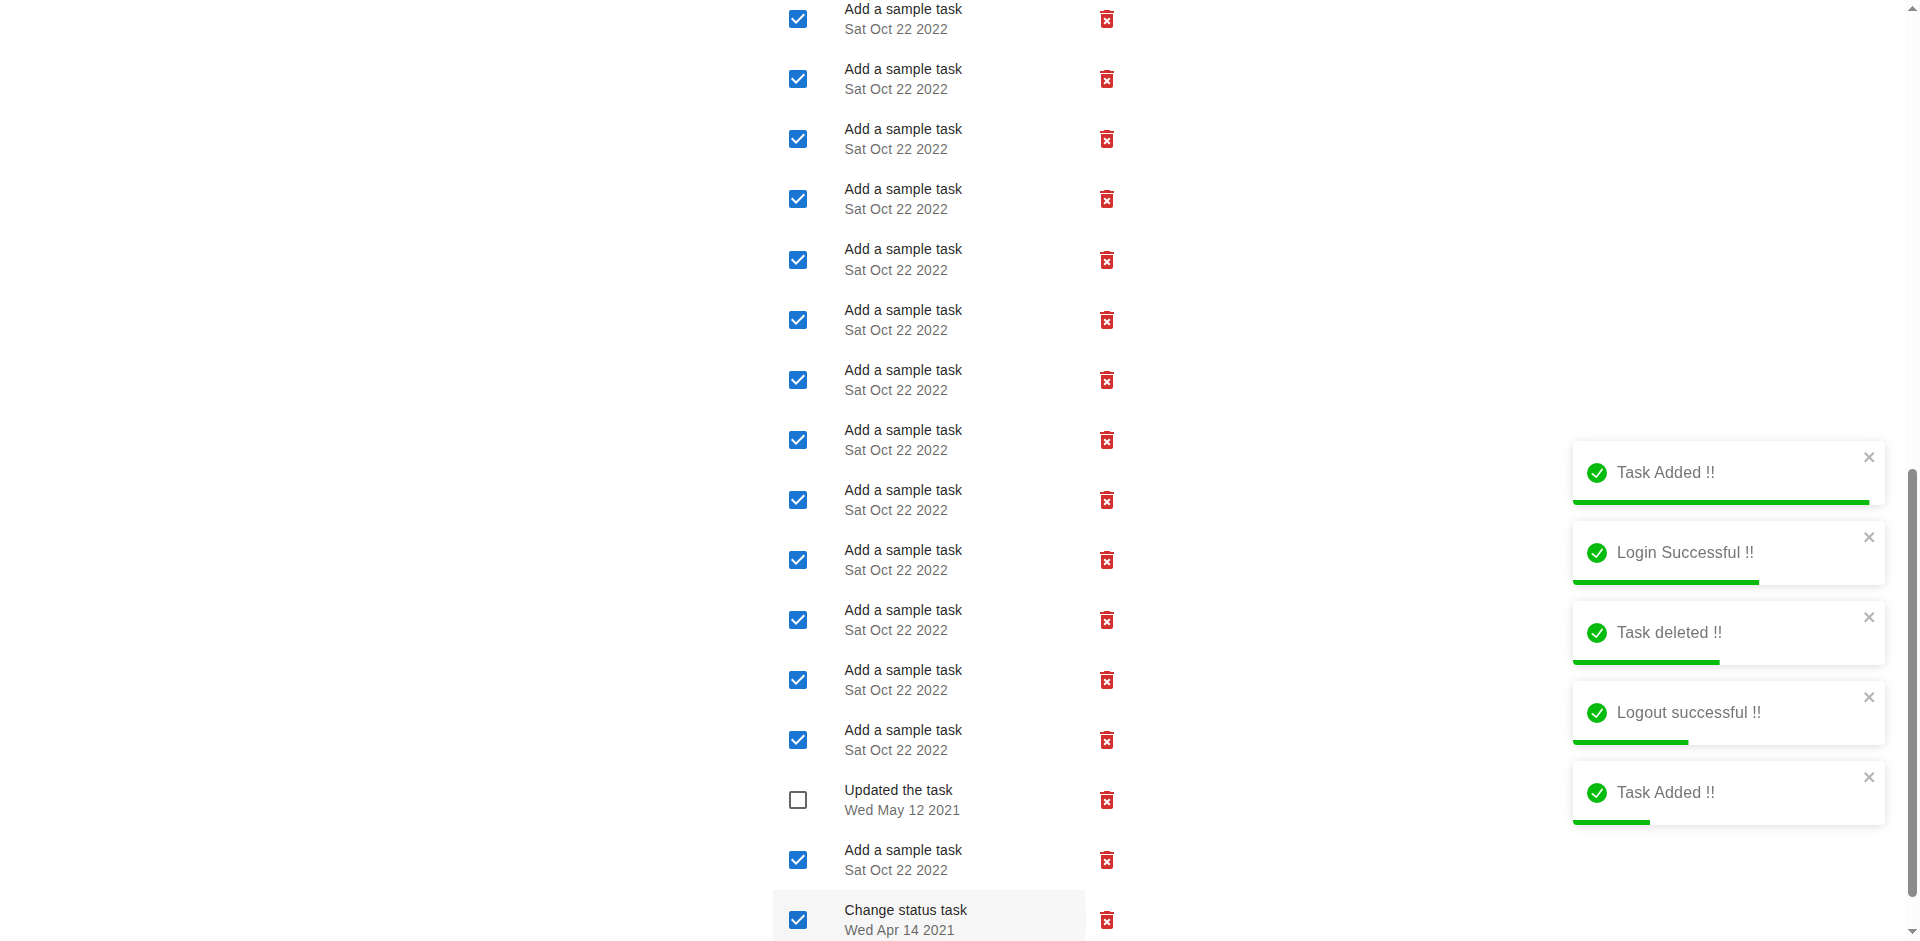 Add a sample task
Sat Oct 22 2022
Add a sample task
Sat Oct 22 2022
Add a sample task
Sat Oct 22 2022
Add a sample task
Sat Oct 22 2022
Add a sample task
Sat Oct 22 2022
Add a sample task
Sat Oct 22 2022
Add a sample task
Sat Oct 22 2022
Add a sample task
Sat Oct 22 2022
Add a sample task
Sat Oct 22 2022
Add a sample task
Sat Oct 22 2022
Add a sample task
Sat Oct 22 2022
Add a sample task
Sat Oct 22 2022
Add a sample task
Sat Oct 22 2022
Updated the task
Wed May 12 2021
Add a sample task
Sat Oct 22 2022
Change status task
Wed Apr 14 2021
Task Added !!
Login Successful !!
Task deleted !!
Logout successful !!
Task Added !!